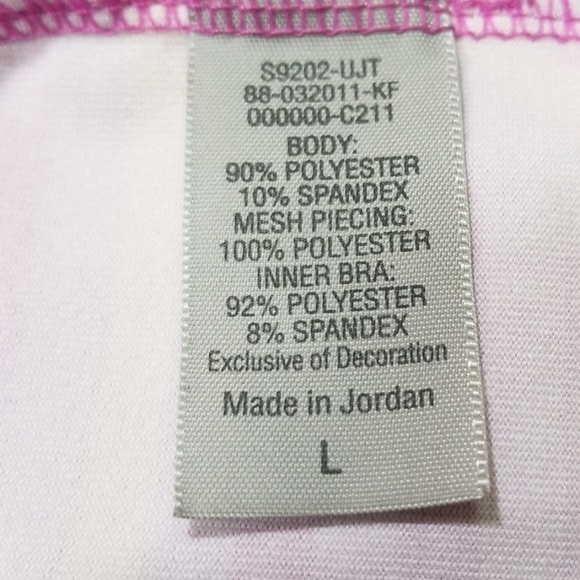 S9202-UJT
88-032011-KF
000000-C211
BODY:
90% POLYESTER
10% SPANDEX
MESH PIECING:
100% POLYESTER
INNER BRA:
92% POLYESTER
8% SPANDEX
Exclusive of Decoration
Made in Jordan
L